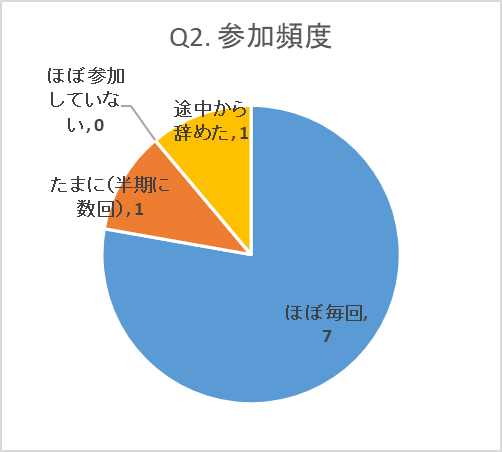 Q2. 参加頻度
ほぼ参加
していな
い, 0
途中から
辞めた, 1
たまに(半期に
数回), 1
ほぼ毎回,
7